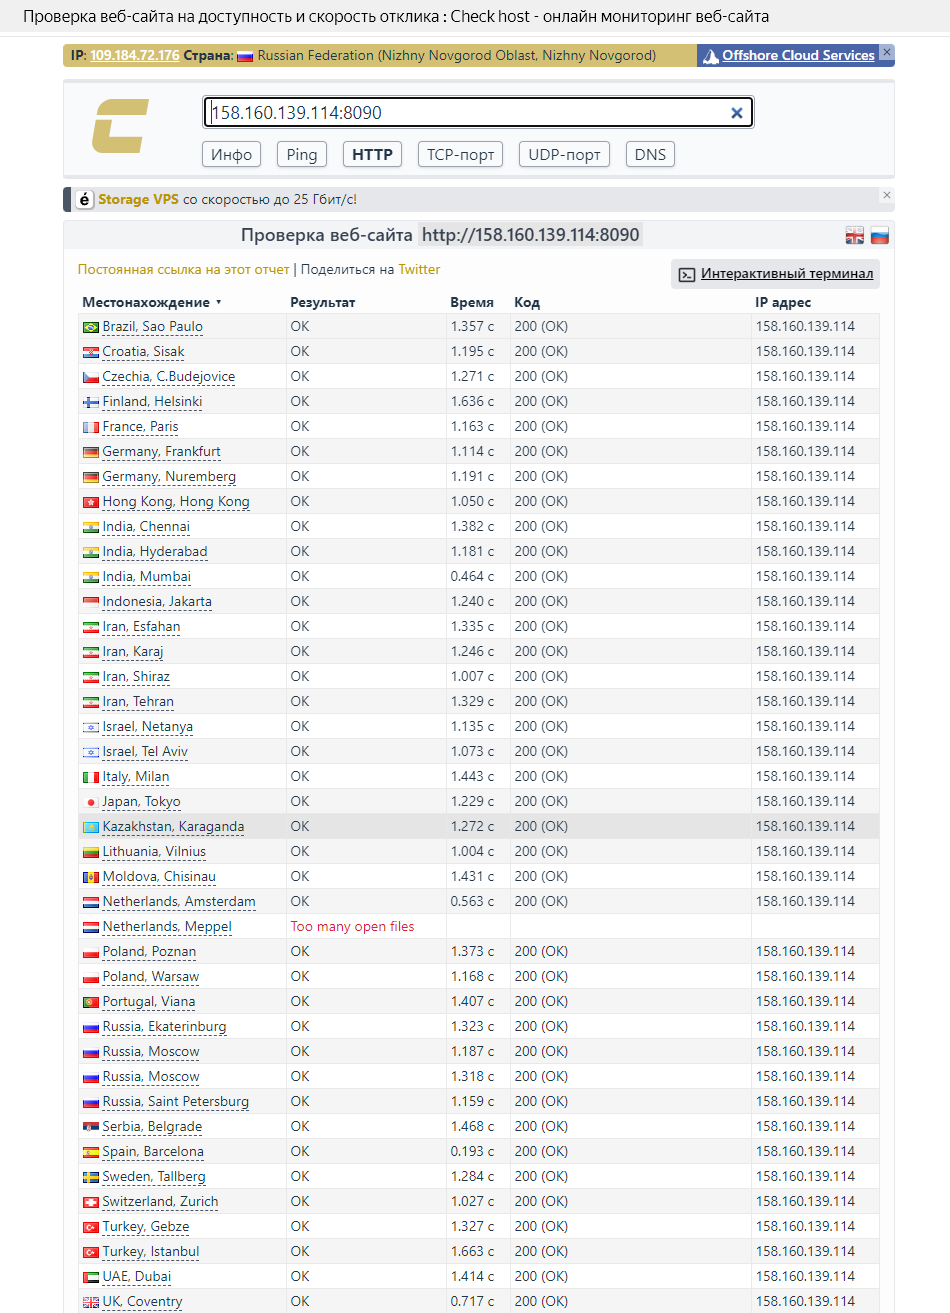 Проверка веб-сайта на доступность и скорость отклика : Check host - онлайн мониторинг веб-сайта
IP: 109.184.72.176 Страна: Russian Federation (Nizhny Novgorod Oblast, Nizhny Novgorod)
Offshore Cloud Services
158.160.139.114:8090
Инфо Ping HTTP TCP-порт UDP-порт DNS
Storage VPS со скоростью до 25 Гбит/с!
Проверка веб-сайта http://158.160.139.114:8090
Постоянная ссылка на этот отчет | Поделиться на Twitter
Интерактивный терминал
Местонахождение Результат Время Код IP адрес
Brazil, Sao Paulo OK 1.357 с 200 (OK) 158.160.139.114
Croatia, Sisak OK 1.195 с 200 (OK) 158.160.139.114
Czechia, C.Budejovice OK 1.271 с 200 (OK) 158.160.139.114
Finland, Helsinki OK 1.636 с 200 (OK) 158.160.139.114
France, Paris OK 1.163 с 200 (OK) 158.160.139.114
Germany, Frankfurt OK 1.114 с 200 (OK) 158.160.139.114
Germany, Nuremberg OK 1.191 с 200 (OK) 158.160.139.114
Hong Kong, Hong Kong OK 1.050 с 200 (OK) 158.160.139.114
India, Chennai OK 1.382 с 200 (OK) 158.160.139.114
India, Hyderabad OK 1.181 с 200 (OK) 158.160.139.114
India, Mumbai OK 0.464 с 200 (OK) 158.160.139.114
Indonesia, Jakarta OK 1.240 с 200 (OK) 158.160.139.114
Iran, Esfahan OK 1.335 с 200 (OK) 158.160.139.114
Iran, Karaj OK 1.246 с 200 (OK) 158.160.139.114
Iran, Shiraz OK 1.007 с 200 (OK) 158.160.139.114
Iran, Tehran OK 1.329 с 200 (OK) 158.160.139.114
Israel, Netanya OK 1.135 с 200 (OK) 158.160.139.114
Israel, Tel Aviv OK 1.073 с 200 (OK) 158.160.139.114
Italy, Milan OK 1.443 с 200 (OK) 158.160.139.114
Japan, Tokyo OK 1.229 с 200 (OK) 158.160.139.114
Kazakhstan, Karaganda OK 1.272 с 200 (OK) 158.160.139.114
Lithuania, Vilnius OK 1.004 с 200 (OK) 158.160.139.114
Moldova, Chisinau OK 1.431 с 200 (OK) 158.160.139.114
Netherlands, Amsterdam OK 0.563 с 200 (OK) 158.160.139.114
Netherlands, Meppel Too many open files
Poland, Poznan OK 1.373 с 200 (OK) 158.160.139.114
Poland, Warsaw OK 1.168 с 200 (OK) 158.160.139.114
Portugal, Viana OK 1.407 с 200 (OK) 158.160.139.114
Russia, Ekaterinburg OK 1.323 с 200 (OK) 158.160.139.114
Russia, Moscow OK 1.187 с 200 (OK) 158.160.139.114
Russia, Moscow OK 1.318 с 200 (OK) 158.160.139.114
Russia, Saint Petersburg OK 1.159 с 200 (OK) 158.160.139.114
Serbia, Belgrade OK 1.468 с 200 (OK) 158.160.139.114
Spain, Barcelona OK 0.193 с 200 (OK) 158.160.139.114
Sweden, Tallberg OK 1.284 с 200 (OK) 158.160.139.114
Switzerland, Zurich OK 1.027 с 200 (OK) 158.160.139.114
Turkey, Gebze OK 1.327 с 200 (OK) 158.160.139.114
Turkey, Istanbul OK 1.663 с 200 (OK) 158.160.139.114
UAE, Dubai OK 1.414 с 200 (OK) 158.160.139.114
UK, Coventry OK 0.717 с 200 (OK) 158.160.139.114